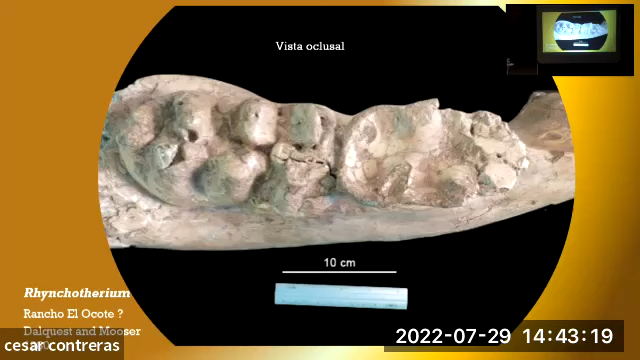 Vista oclusal
10 cm
Rhynchotherium
Rancho El Ocote ?
Dalquest and Mooser
cesar contreras
2022-07-29 14:43:19